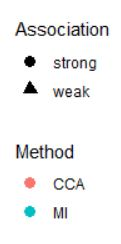 Association
strong
weak
Method
CCA
MI